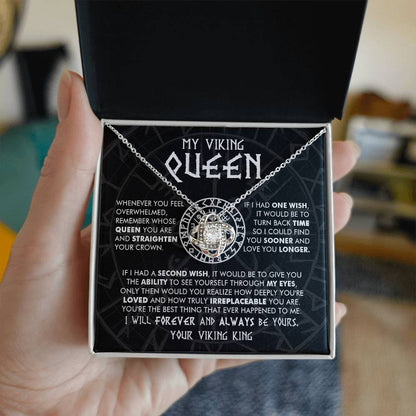 MY VIKING
QUEEN
WHENEVER YOU FEEL
OVERWHELMED,
REMEMBER WHOSE
QUEEN YOU ARE
AND STRAIGHTEN
YOUR CROWN.
IF I HAD ONE WISH,
IT WOULD BE TO
TURN BACK TIME
SO I COULD FIND
YOU SOONER AND
LOVE YOU LONGER.
IF I HAD A SECOND WISH, IT WOULD BE TO GIVE YOU
THE ABILITY TO SEE YOURSELF THROUGH MY EYES,
ONLY THEN WOULD YOU REALIZE HOW DEEPLY YOU'RE
LOVED AND HOW TRULY IRREPLACEABLE YOU ARE.
YOU'RE THE BEST THING THAT EVER HAPPENED TO ME.
I WILL FOREVER AND ALWAYS BE YOURS,
YOUR VIKING KING